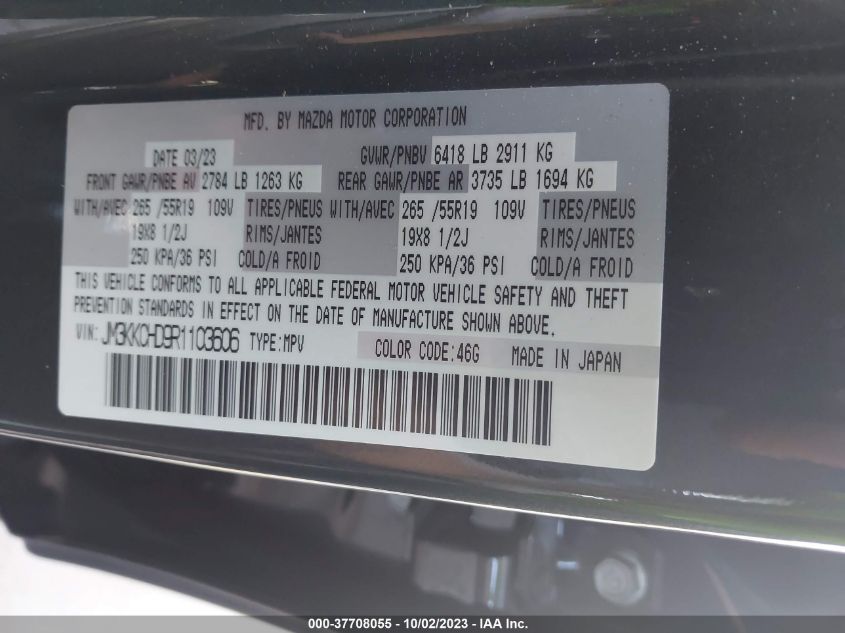 MFD. BY MAZDA MOTOR CORPORATION
DATE 03/23 GVWR/PNBV 6418 LB 2911 KG
FRONT GAWR/PNBE AV 2784 LB 1263 KG REAR GAWR/PNBE AR 3735 LB 1694 KG
WITH/AVEC 265 /55R19 109V TIRES/PNEUS WITH/AVEC 265 /55R19 109V TIRES/PNEUS
19X8 1/2J RIMS/JANTES 19X8 1/2J RIMS/JANTES
250 KPA/36 PSI COLD/A FROID 250 KPA/36 PSI COLD/A FROID
THIS VEHICLE CONFORMS TO ALL APPLICABLE FEDERAL MOTOR VEHICLE SAFETY AND THEFT
PREVENTION STANDARDS IN EFFECT ON THE DATE OF MANUFACTURE SHOWN ABOVE.
VIN: JM3KKCHD9R1103606 TYPE:MPV COLOR CODE:46G MADE IN JAPAN
000-37708055 - 10/02/2023 - IAA Inc.